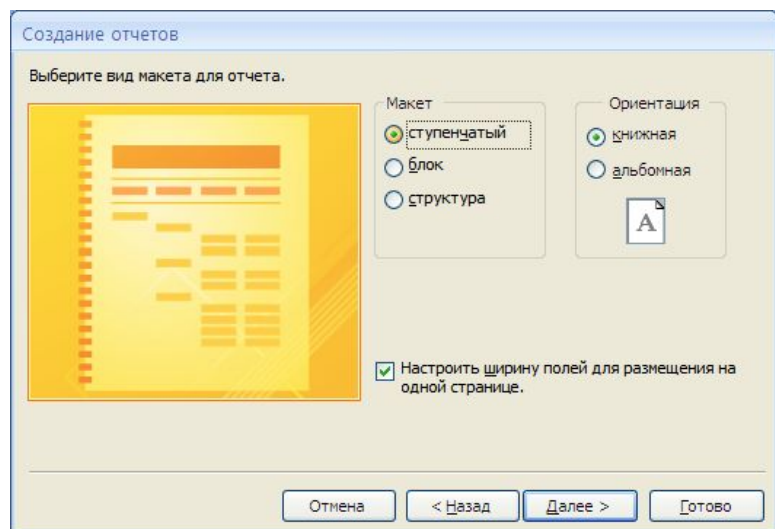 Создание отчетов
Выберите вид макета для отчета.
Макет
ступенчатый
блок
структура
Ориентация
книжная
альбомная
A
Настроить ширину полей для размещения на
одной странице.
Отмена
< Назад
Далее >
Готово